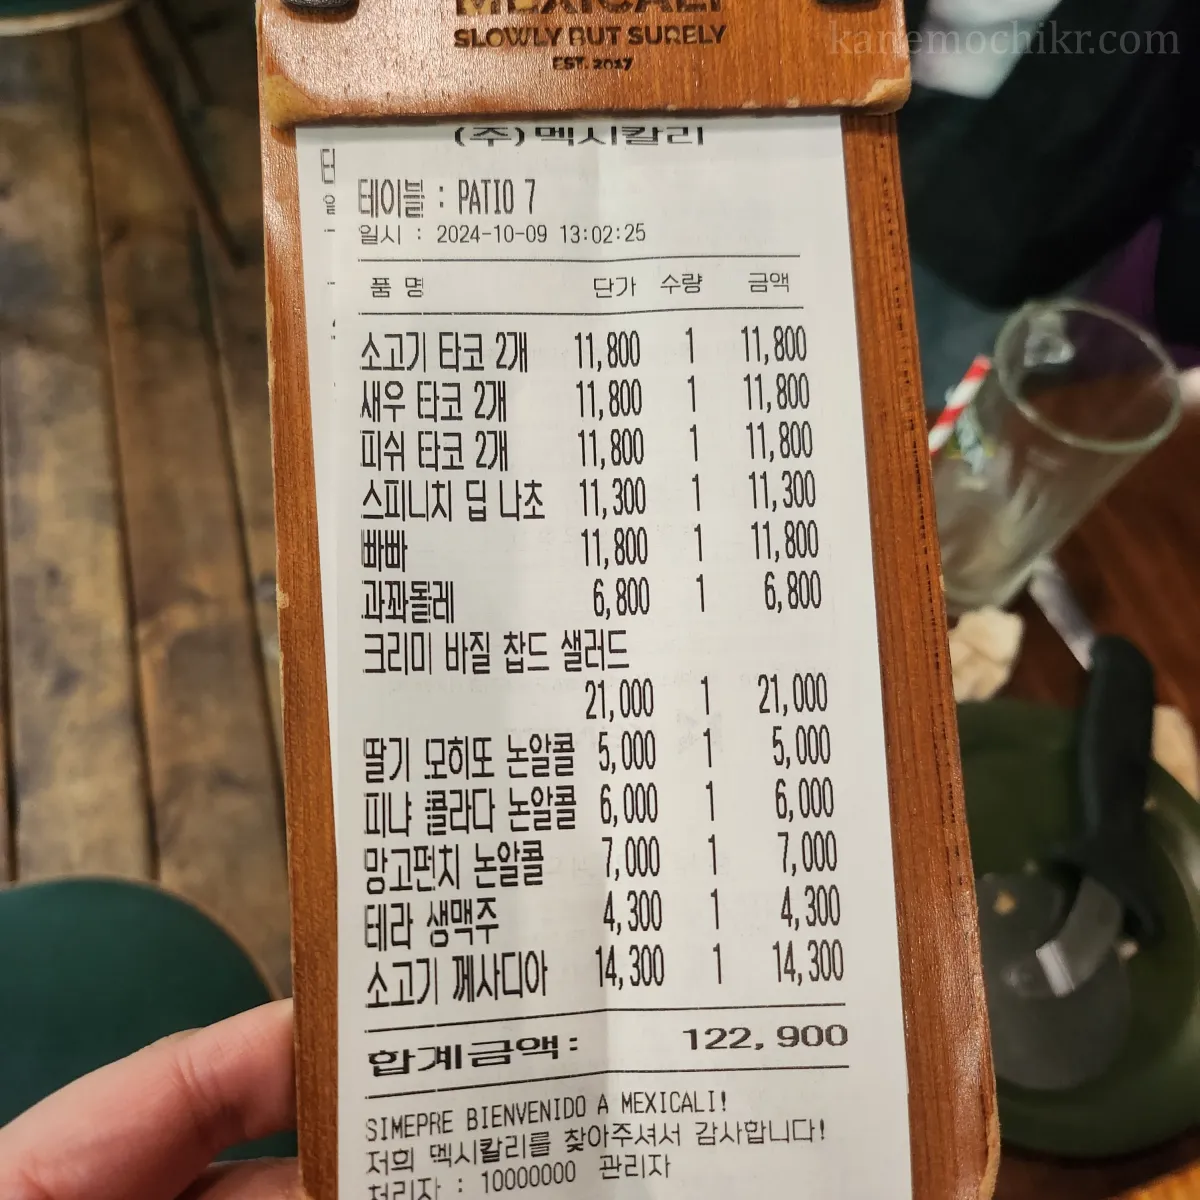 MEXICALI
SLOWLY BUT SURELY
EST. 2017
kanemochikr.com
(주)멕시칼리
테이블 : PATIO 7
일시 : 2024-10-09 13:02:25
품 명 단가 수량 금액
소고기 타코 2개 11,800 1 11,800
새우 타코 2개 11,800 1 11,800
피쉬 타코 2개 11,800 1 11,800
스피니치 딥 나초 11,300 1 11,300
빠빠 11,800 1 11,800
과꽈몰레 6,800 1 6,800
크리미 바질 찹드 샐러드
21,000 1 21,000
딸기 모히또 논알콜 5,000 1 5,000
피냐 콜라다 논알콜 6,000 1 6,000
망고펀치 논알콜 7,000 1 7,000
테라 생맥주 4,300 1 4,300
소고기 께사디아 14,300 1 14,300
합계금액: 122,900
SIMEPRE BIENVENIDO A MEXICALI!
저희 멕시칼리를 찾아주셔서 감사합니다!
처리자 : 10000000 관리자